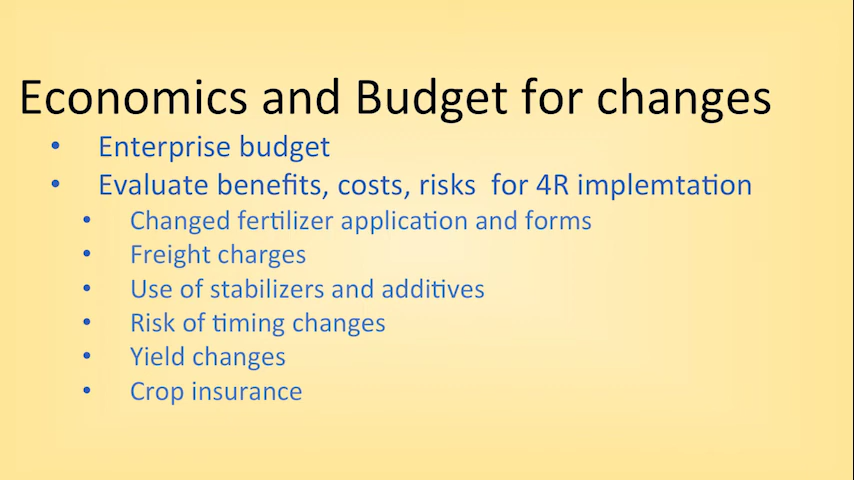 Economics and Budget for changes
• Enterprise budget
• Evaluate benefits, costs, risks  for 4R implemtation
• Changed fertilizer application and forms
• Freight charges
• Use of stabilizers and additives
• Risk of timing changes
• Yield changes
• Crop insurance